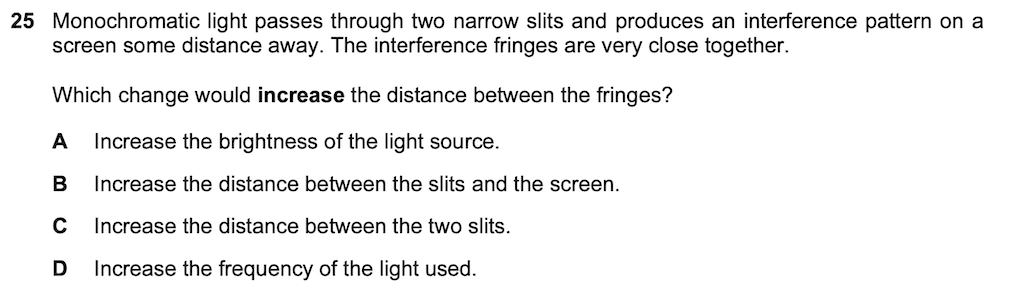 25 Monochromatic light passes through two narrow slits and produces an interference pattern on a
screen some distance away. The interference fringes are very close together.
Which change would increase the distance between the fringes?
A Increase the brightness of the light source.
B Increase the distance between the slits and the screen.
C Increase the distance between the two slits.
D Increase the frequency of the light used.